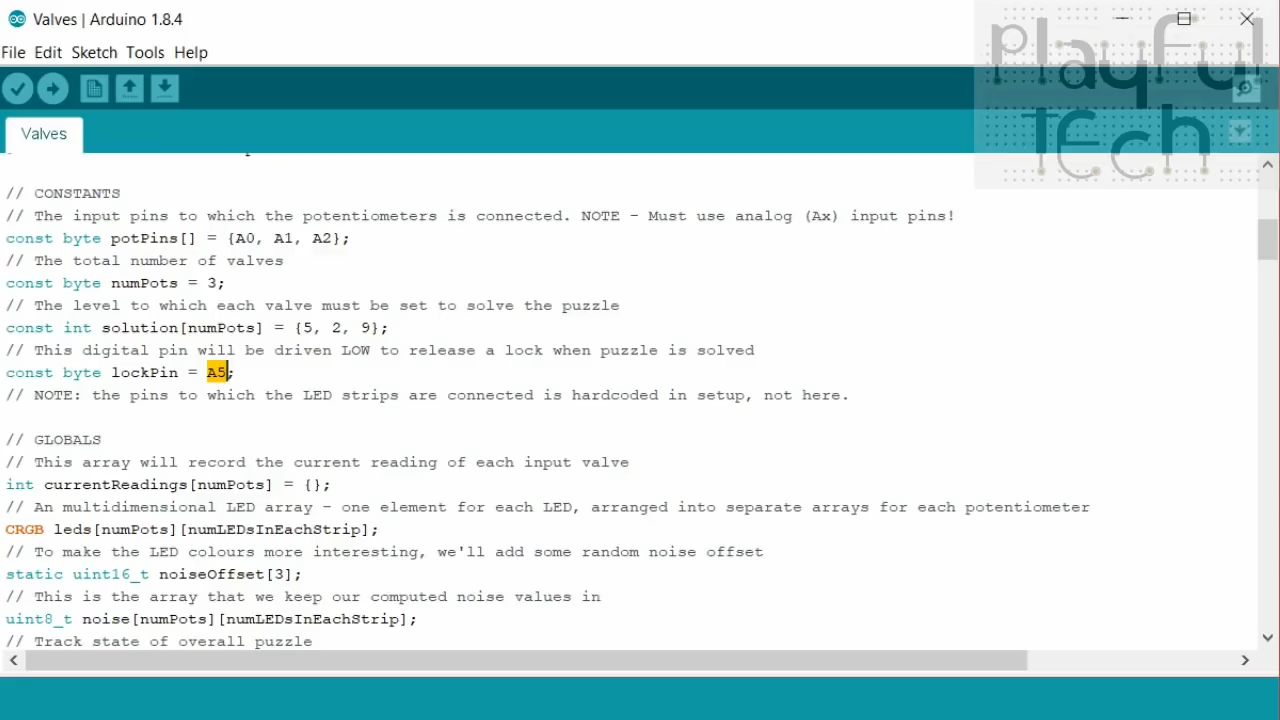 Valves | Arduino 1.8.4
File Edit Sketch Tools Help
playful
tech
Valves
// CONSTANTS
// The input pins to which the potentiometers is connected. NOTE - Must use analog (Ax) input pins!
const byte potPins[] = {A0, A1, A2};
// The total number of valves
const byte numPots = 3;
// The level to which each valve must be set to solve the puzzle
const int solution[numPots] = {5, 2, 9};
// This digital pin will be driven LOW to release a lock when puzzle is solved
const byte lockPin = A5;
// NOTE: the pins to which the LED strips are connected is hardcoded in setup, not here.
// GLOBALS
// This array will record the current reading of each input valve
int currentReadings[numPots] = {};
// An multidimensional LED array - one element for each LED, arranged into separate arrays for each potentiometer
CRGB leds[numPots][numLEDsInEachStrip];
// To make the LED colours more interesting, we'll add some random noise offset
static uint16_t noiseOffset[3];
// This is the array that we keep our computed noise values in
uint8_t noise[numPots][numLEDsInEachStrip];
// Track state of overall puzzle